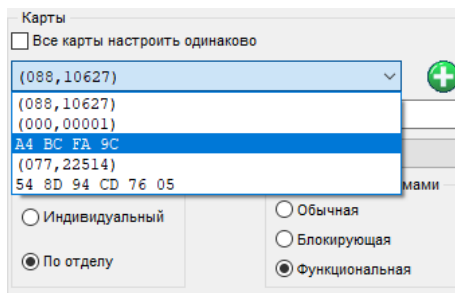 Карты
Все карты настроить одинаково
(088,10627)
(088,10627)
(000,00001)
A4 BC FA 9C
(077,22514)
54 8D 94 CD 76 05
мами
Индивидуальный
Обычная
Блокирующая
По отделу
Функциональная